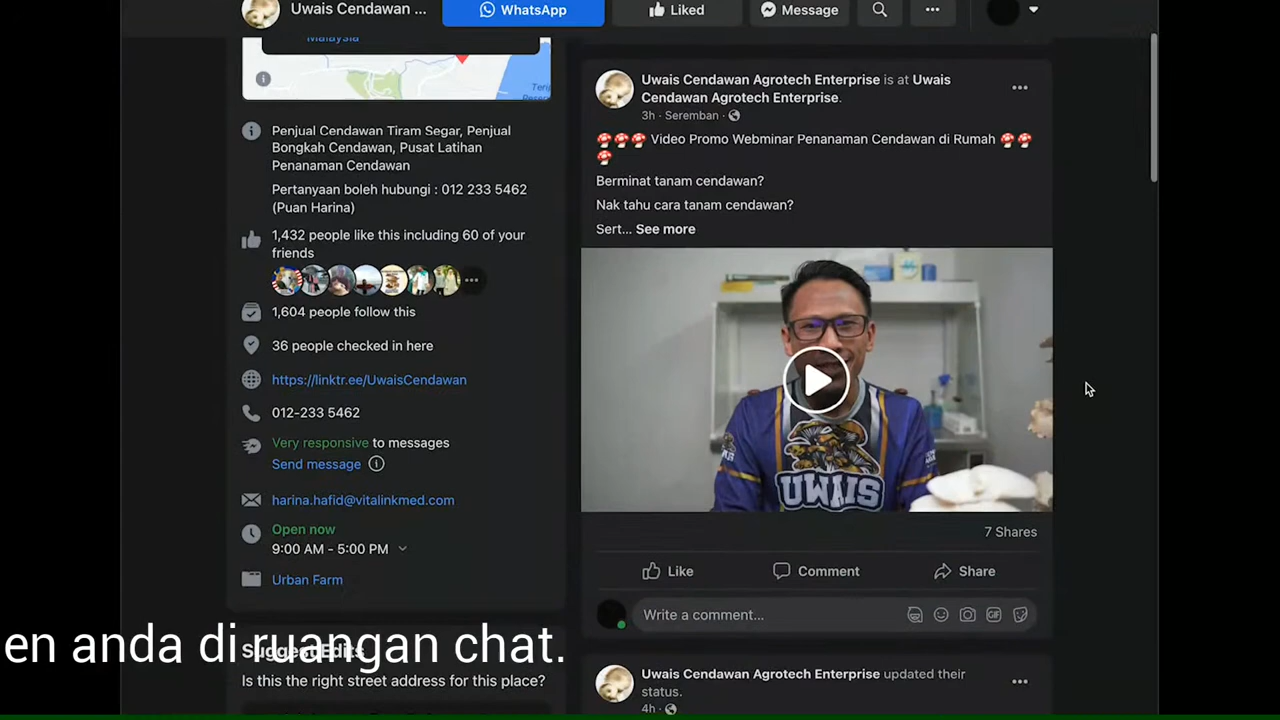 Uwais Cendawan ...
WhatsApp
Liked
Message
Malaysia
Penjual Cendawan Tiram Segar, Penjual
Bongkah Cendawan, Pusat Latihan
Penanaman Cendawan
Pertanyaan boleh hubungi : 012 233 5462
(Puan Harina)
1,432 people like this including 60 of your
friends
1,604 people follow this
36 people checked in here
https://linktr.ee/UwaisCendawan
012-233 5462
Very responsive to messages
Send message
harina.hafid@vitalinkmed.com
Open now
9:00 AM - 5:00 PM
Urban Farm
Suggest Edits
Is this the right street address for this place?
Uwais Cendawan Agrotech Enterprise is at Uwais
Cendawan Agrotech Enterprise.
3h · Seremban
🍄🍄🍄 Video Promo Webminar Penanaman Cendawan di Rumah 🍄🍄
🍄
Berminat tanam cendawan?
Nak tahu cara tanam cendawan?
Sert... See more
UWAIS
7 Shares
Like
Comment
Share
Write a comment...
GIF
Uwais Cendawan Agrotech Enterprise updated their
status.
4h
en anda di ruangan chat.